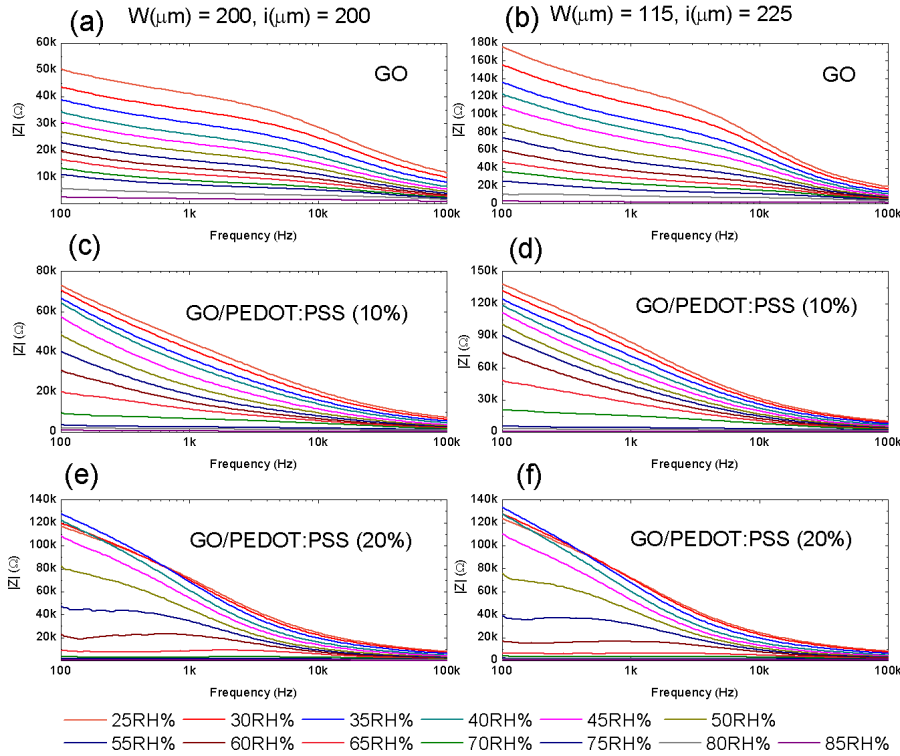 W(μm) = 200, i(μm) = 200
W(μm) = 115, i(μm) = 225
(a)
GO
60k
50k
40k
30k
20k
10k
|Z| (Ω)
100
1k
10k
100k
Frequency (Hz)
(b)
GO
180k
160k
140k
120k
100k
80k
60k
40k
20k
0
|Z| (Ω)
100
1k
10k
100k
Frequency (Hz)
(c)
GO/PEDOT:PSS (10%)
80k
60k
40k
20k
0
|Z| (Ω)
100
1k
10k
100k
Frequency (Hz)
(d)
GO/PEDOT:PSS (10%)
150k
120k
90k
60k
30k
0
|Z| (Ω)
100
1k
10k
100k
Frequency (Hz)
(e)
GO/PEDOT:PSS (20%)
140k
120k
100k
80k
60k
40k
20k
0
|Z| (Ω)
100
1k
10k
100k
Frequency (Hz)
(f)
GO/PEDOT:PSS (20%)
140k
120k
100k
80k
60k
40k
20k
0
|Z| (Ω)
100
1k
10k
100k
Frequency (Hz)
25RH% 30RH% 35RH% 40RH% 45RH% 50RH%
55RH% 60RH% 65RH% 70RH% 75RH% 80RH% 85RH%